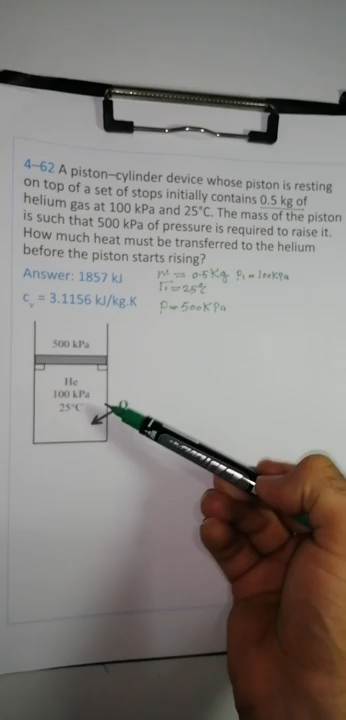 4–62 A piston–cylinder device whose piston is resting
on top of a set of stops initially contains 0.5 kg of
helium gas at 100 kPa and 25°C. The mass of the piston
is such that 500 kPa of pressure is required to raise it.
How much heat must be transferred to the helium
before the piston starts rising?
Answer: 1857 kJ
m = 0.5 Kg P₁ = 100 KPa
cᵥ = 3.1156 kJ/kg.K
T₁ = 25°C
P = 500 KPa
500 kPa
He
100 kPa
25°C
Q